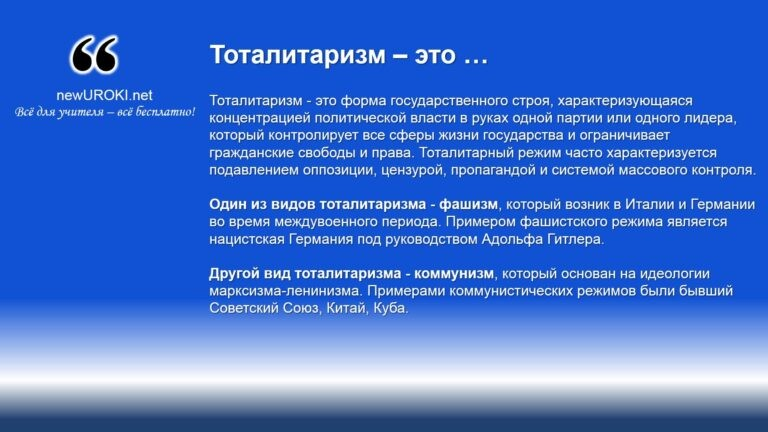 Тоталитаризм – это …
newUROKI.net
Всё для учителя – всё бесплатно!
Тоталитаризм - это форма государственного строя, характеризующаяся
концентрацией политической власти в руках одной партии или одного лидера,
который контролирует все сферы жизни государства и ограничивает
гражданские свободы и права. Тоталитарный режим часто характеризуется
подавлением оппозиции, цензурой, пропагандой и системой массового контроля.
Один из видов тоталитаризма - фашизм, который возник в Италии и Германии
во время междувоенного периода. Примером фашистского режима является
нацистская Германия под руководством Адольфа Гитлера.
Другой вид тоталитаризма - коммунизм, который основан на идеологии
марксизма-ленинизма. Примерами коммунистических режимов были бывший
Советский Союз, Китай, Куба.